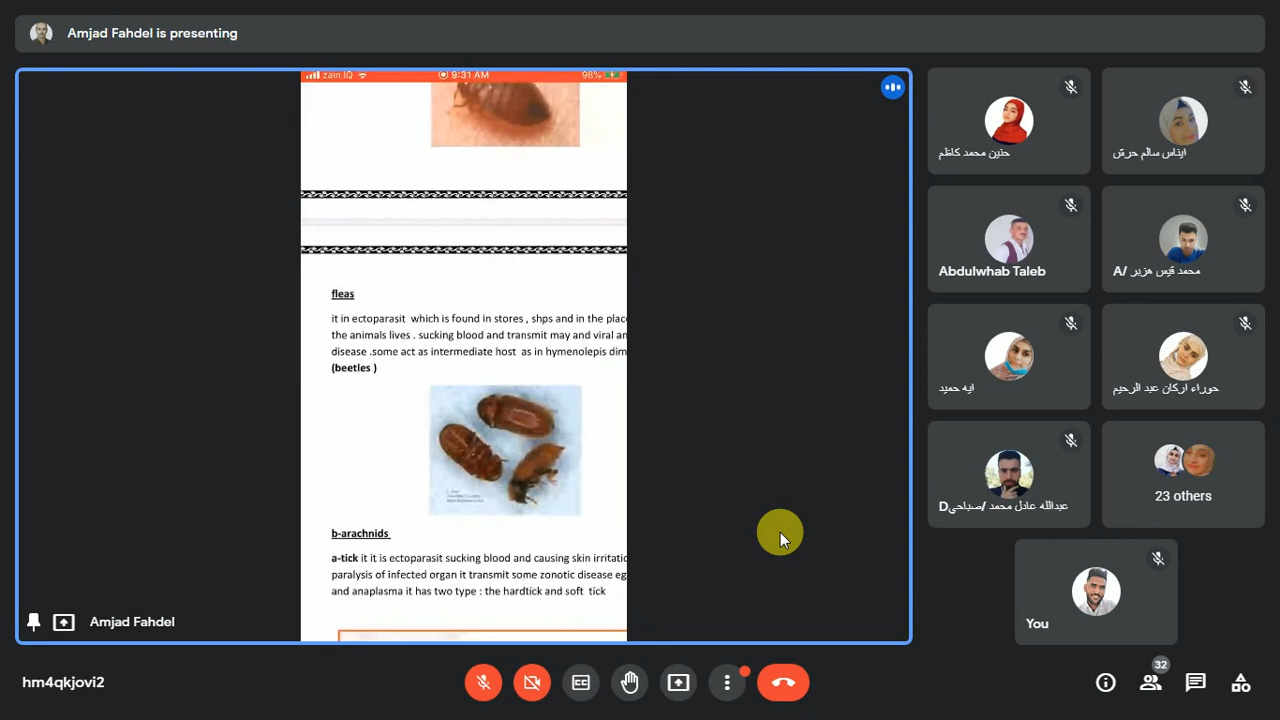 Amjad Fahdel is presenting
zain IQ
9:31 AM
98%
fleas
it in ectoparasit which is found in stores , shps and in the place
the animals lives . sucking blood and transmit may and viral an
disease .some act as intermediate host as in hymenolepis dim
(beetles )
b-arachnids
a-tick it it is ectoparasit sucking blood and causing skin irritatio
paralysis of infected organ it transmit some zonotic disease eg
and anaplasma it has two type : the hardtick and soft tick
Amjad Fahdel
حنين محمد كاظم
ايناس سالم حرش
Abdulwhab Taleb
محمد قيس هزبر /A
ايه حميد
حوراء اركان عبد الرحيم
عبدالله عادل محمد /صباحيD
23 others
You
hm4qkjovi2
32